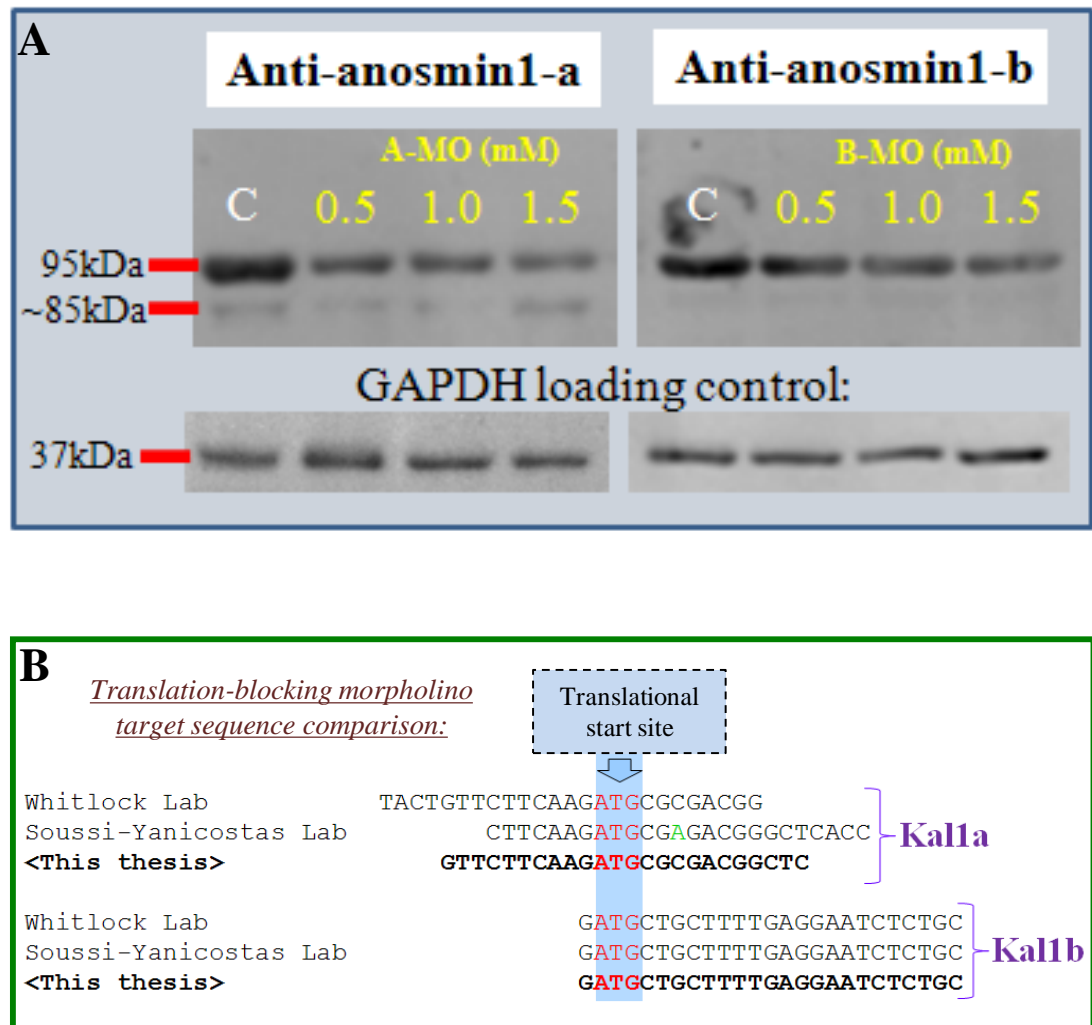 A
Anti-anosmin1-a Anti-anosmin1-b
A-MO (mM) B-MO (mM)
C 0.5 1.0 1.5 C 0.5 1.0 1.5
95kDa
~85kDa
GAPDH loading control:
37kDa
B
Translation-blocking morpholino
target sequence comparison:
Translational
start site
Whitlock Lab TACTGTTCTTCAAGATGCGCGACGG
Soussi-Yanicostas Lab CTTCAAGATGCGAGACGGGCTCACC
<This thesis> GTTCTTCAAGATGCGCGACGGCTC
Kal1a
Whitlock Lab GATGCTGCTTTTGAGGAATCTCTGC
Soussi-Yanicostas Lab GATGCTGCTTTTGAGGAATCTCTGC
<This thesis> GATGCTGCTTTTGAGGAATCTCTGC
Kal1b